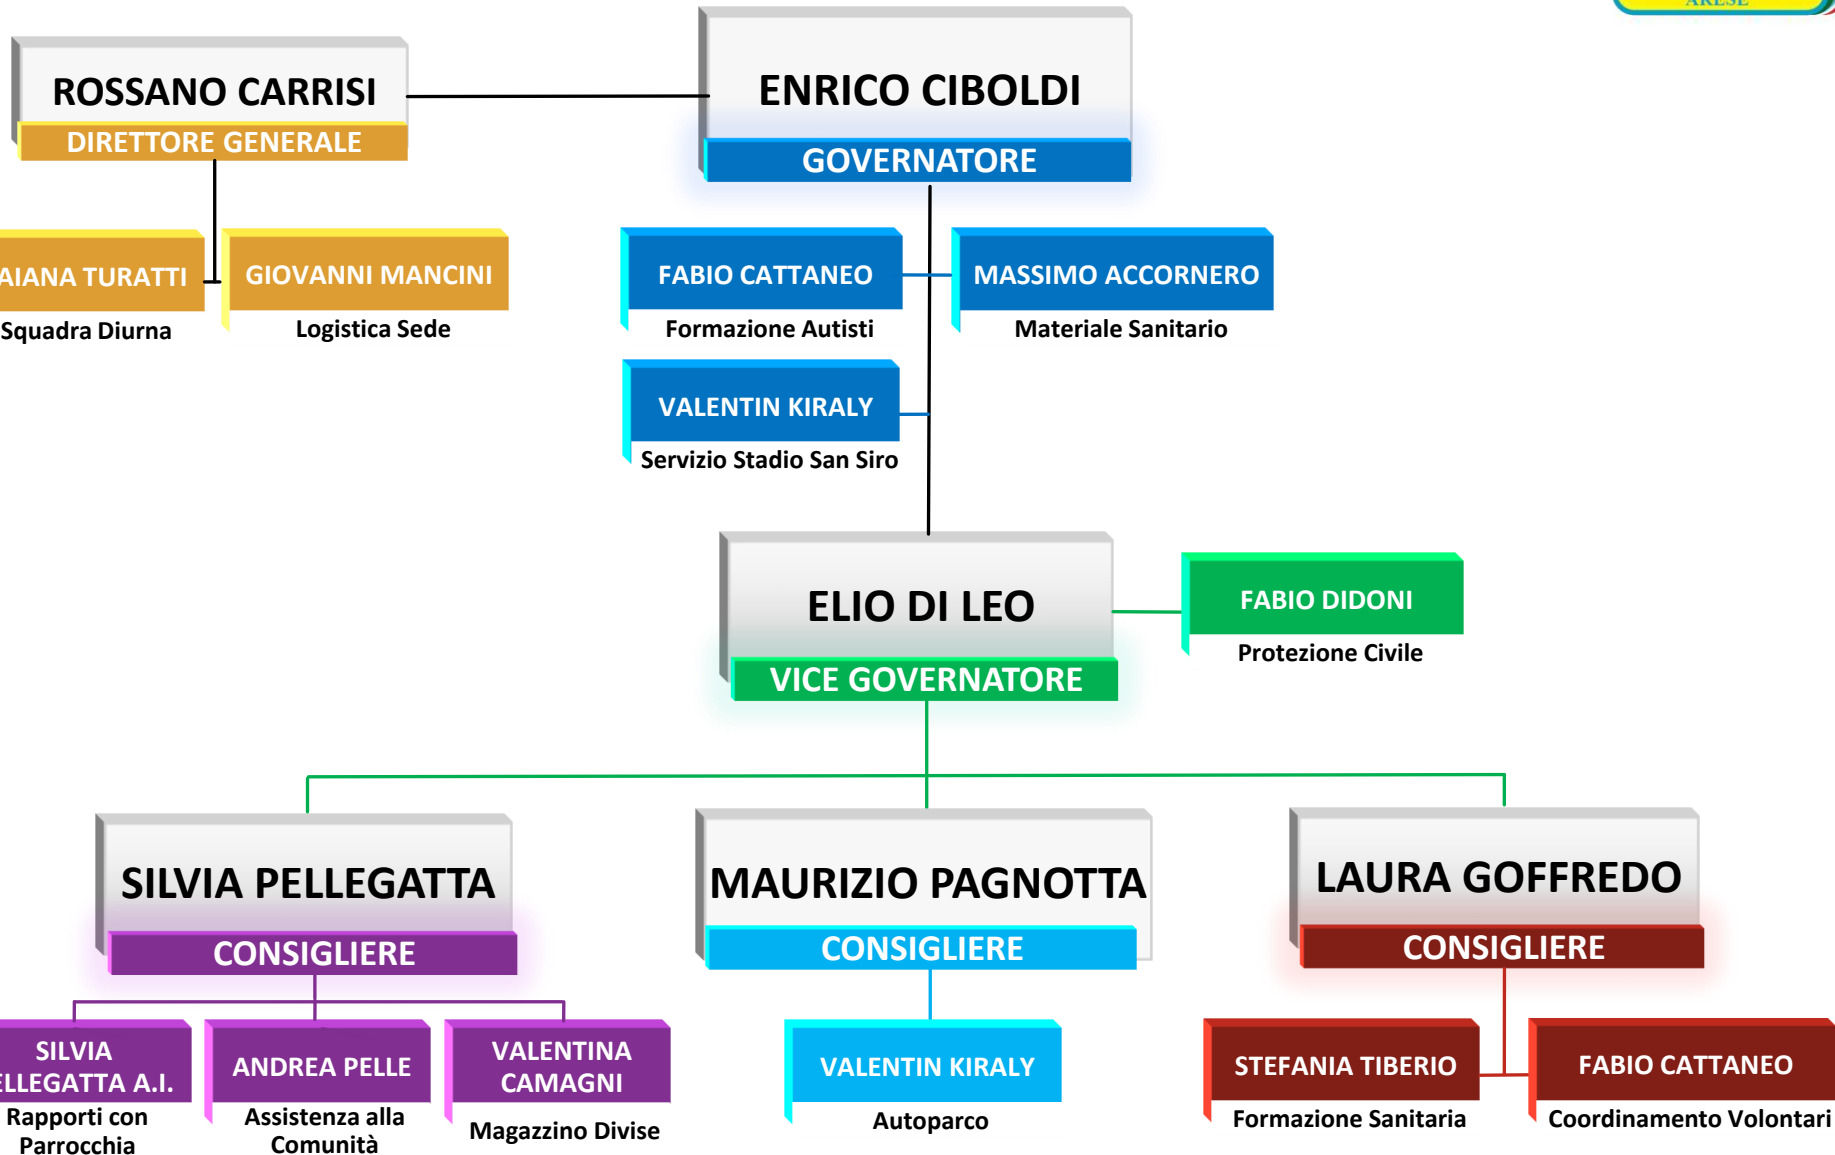 ARESE
ROSSANO CARRISI
DIRETTORE GENERALE
ENRICO CIBOLDI
GOVERNATORE
AIANA TURATTI
Squadra Diurna
GIOVANNI MANCINI
Logistica Sede
FABIO CATTANEO
Formazione Autisti
MASSIMO ACCORNERO
Materiale Sanitario
VALENTIN KIRALY
Servizio Stadio San Siro
ELIO DI LEO
VICE GOVERNATORE
FABIO DIDONI
Protezione Civile
SILVIA PELLEGATTA
CONSIGLIERE
MAURIZIO PAGNOTTA
CONSIGLIERE
LAURA GOFFREDO
CONSIGLIERE
SILVIA
ELLEGATTA A.I.
Rapporti con
Parrocchia
ANDREA PELLE
Assistenza alla
Comunità
VALENTINA
CAMAGNI
Magazzino Divise
VALENTIN KIRALY
Autoparco
STEFANIA TIBERIO
Formazione Sanitaria
FABIO CATTANEO
Coordinamento Volontari